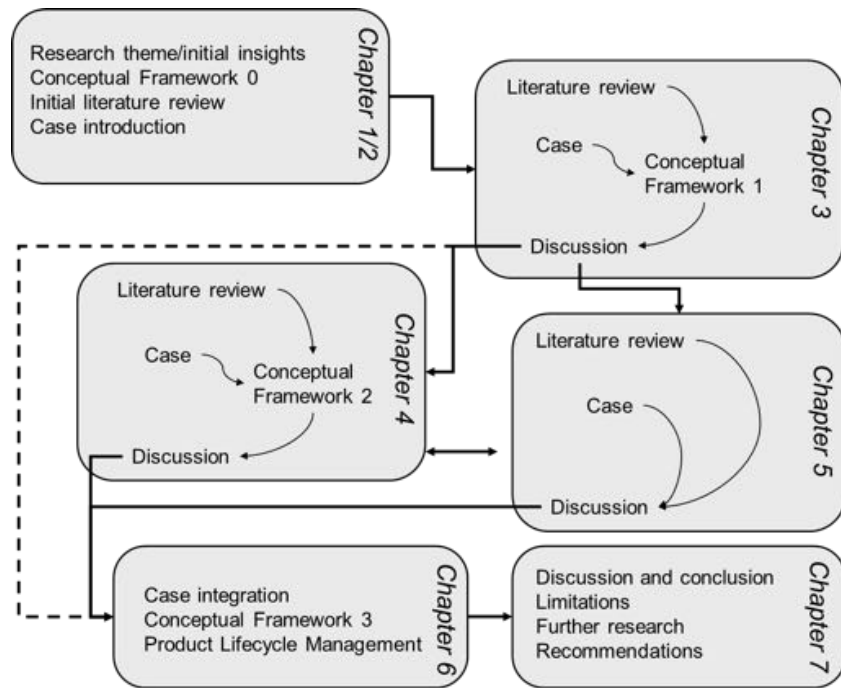 Research theme/initial insights
Conceptual Framework 0
Initial literature review
Case introduction
Chapter 1/2
Literature review
Case
Conceptual
Framework 1
Discussion
Chapter 3
Literature review
Case
Conceptual
Framework 2
Discussion
Chapter 4
Literature review
Case
Discussion
Chapter 5
Case integration
Conceptual Framework 3
Product Lifecycle Management
Chapter 6
Discussion and conclusion
Limitations
Further research
Recommendations
Chapter 7